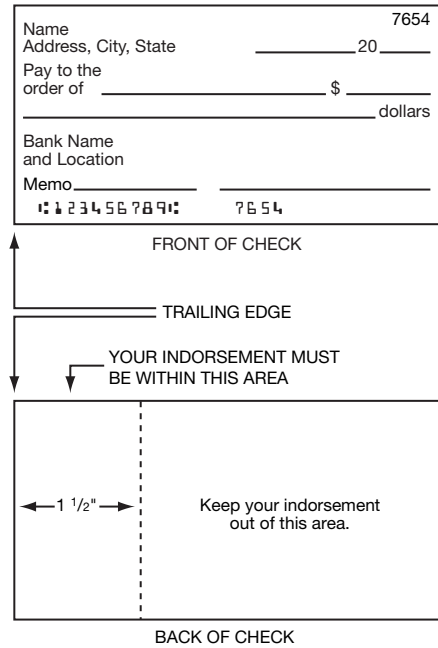 7654
Name
Address, City, State 20
Pay to the
order of $
dollars
Bank Name
and Location
Memo
⑆123456789⑆ 7654
FRONT OF CHECK
TRAILING EDGE
YOUR INDORSEMENT MUST
BE WITHIN THIS AREA
1 1/2"
Keep your indorsement
out of this area.
BACK OF CHECK